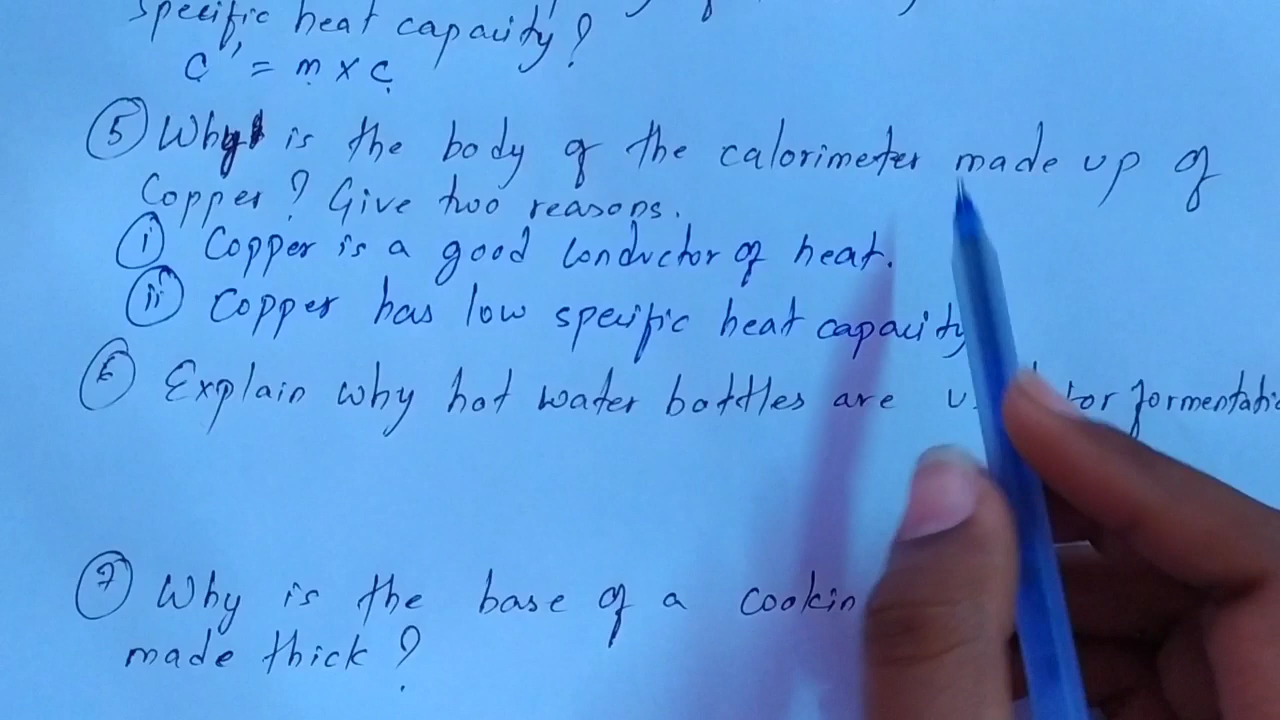 specific heat capacity?
C' = m × c
⑤ Why is the body of the calorimeter made up of
Copper? Give two reasons.
ⓘ Copper is a good conductor of heat.
ⓘⓘ Copper has low specific heat capacity
⑥ Explain why hot water bottles are for formentatio
⑦ Why is the base of a cookin
made thick?